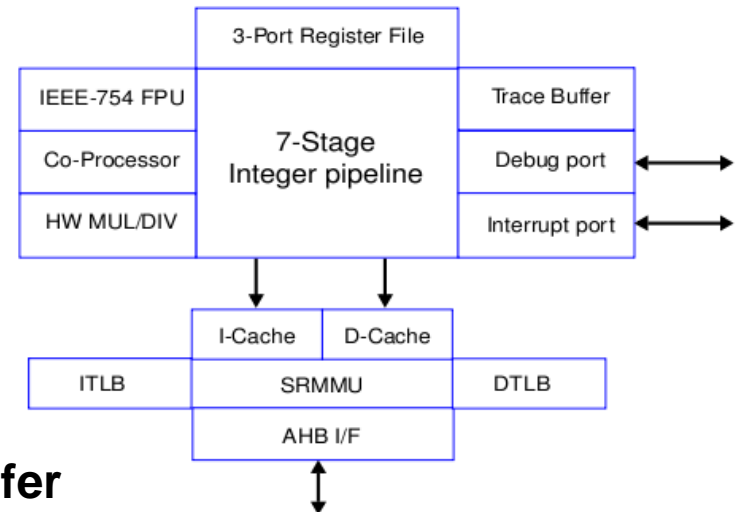 3-Port Register File
IEEE-754 FPU
Co-Processor
HW MUL/DIV
7-Stage
Integer pipeline
Trace Buffer
Debug port
Interrupt port
I-Cache
D-Cache
ITLB
SRMMU
DTLB
AHB I/F
fer